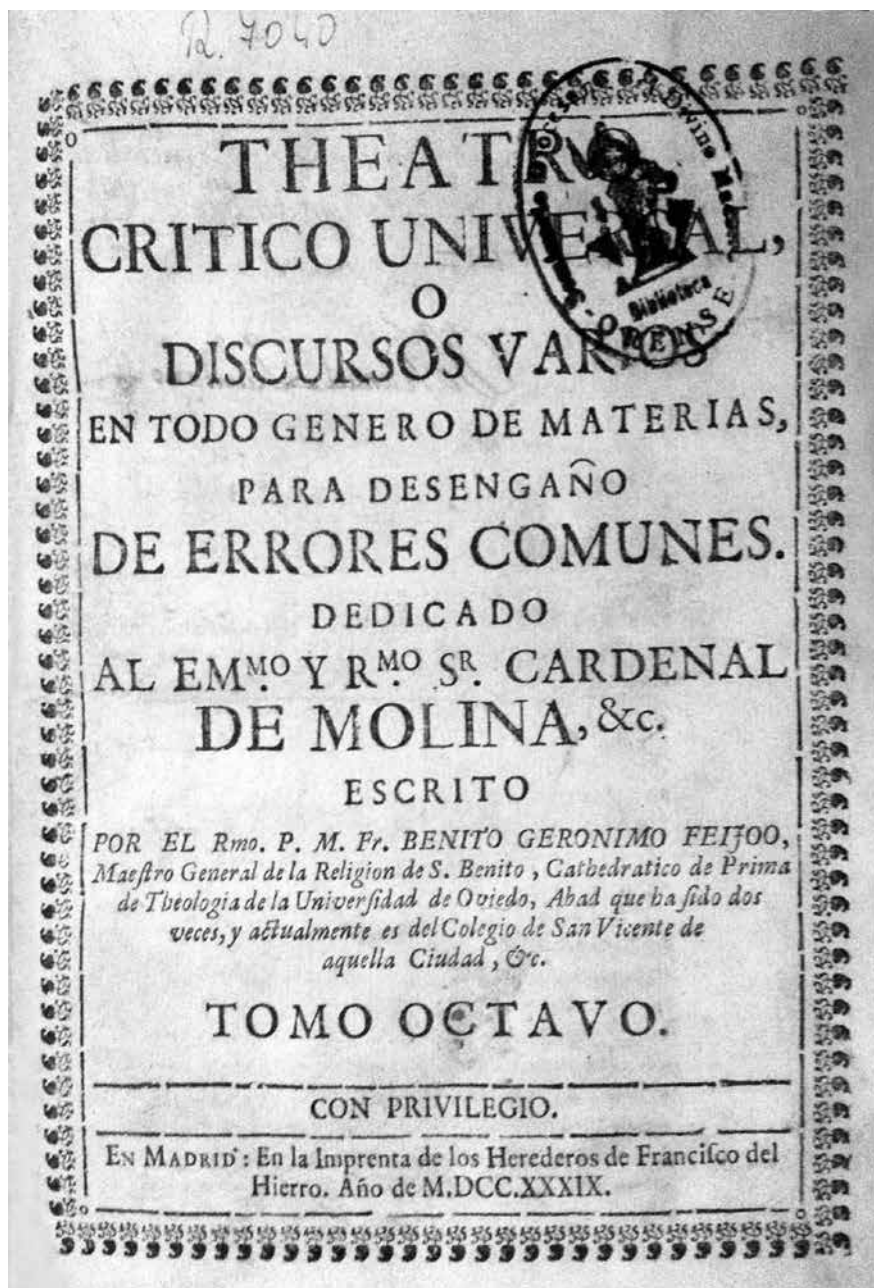 R. 7040
THEATRO
CRITICO UNIVERSAL,
O
DISCURSOS VARIOS
EN TODO GENERO DE MATERIAS,
PARA DESENGAÑO
DE ERRORES COMUNES.
DEDICADO
AL EM.MO Y R.MO SR. CARDENAL
DE MOLINA, &c.
ESCRITO
POR EL Rmo. P. M. Fr. BENITO GERONIMO FEIJOO,
Maeſtro General de la Religion de S. Benito, Cathedratico de Prima
de Theologia de la Univerſidad de Oviedo, Abad que ha ſido dos
veces, y actualmente es del Colegio de San Vicente de
aquella Ciudad, &c.
TOMO OCTAVO.
CON PRIVILEGIO.
EN MADRID: En la Imprenta de los Herederos de Franciſco del
Hierro. Año de M.DCC.XXXIX.
Divino
Biblioteca
ORENSE